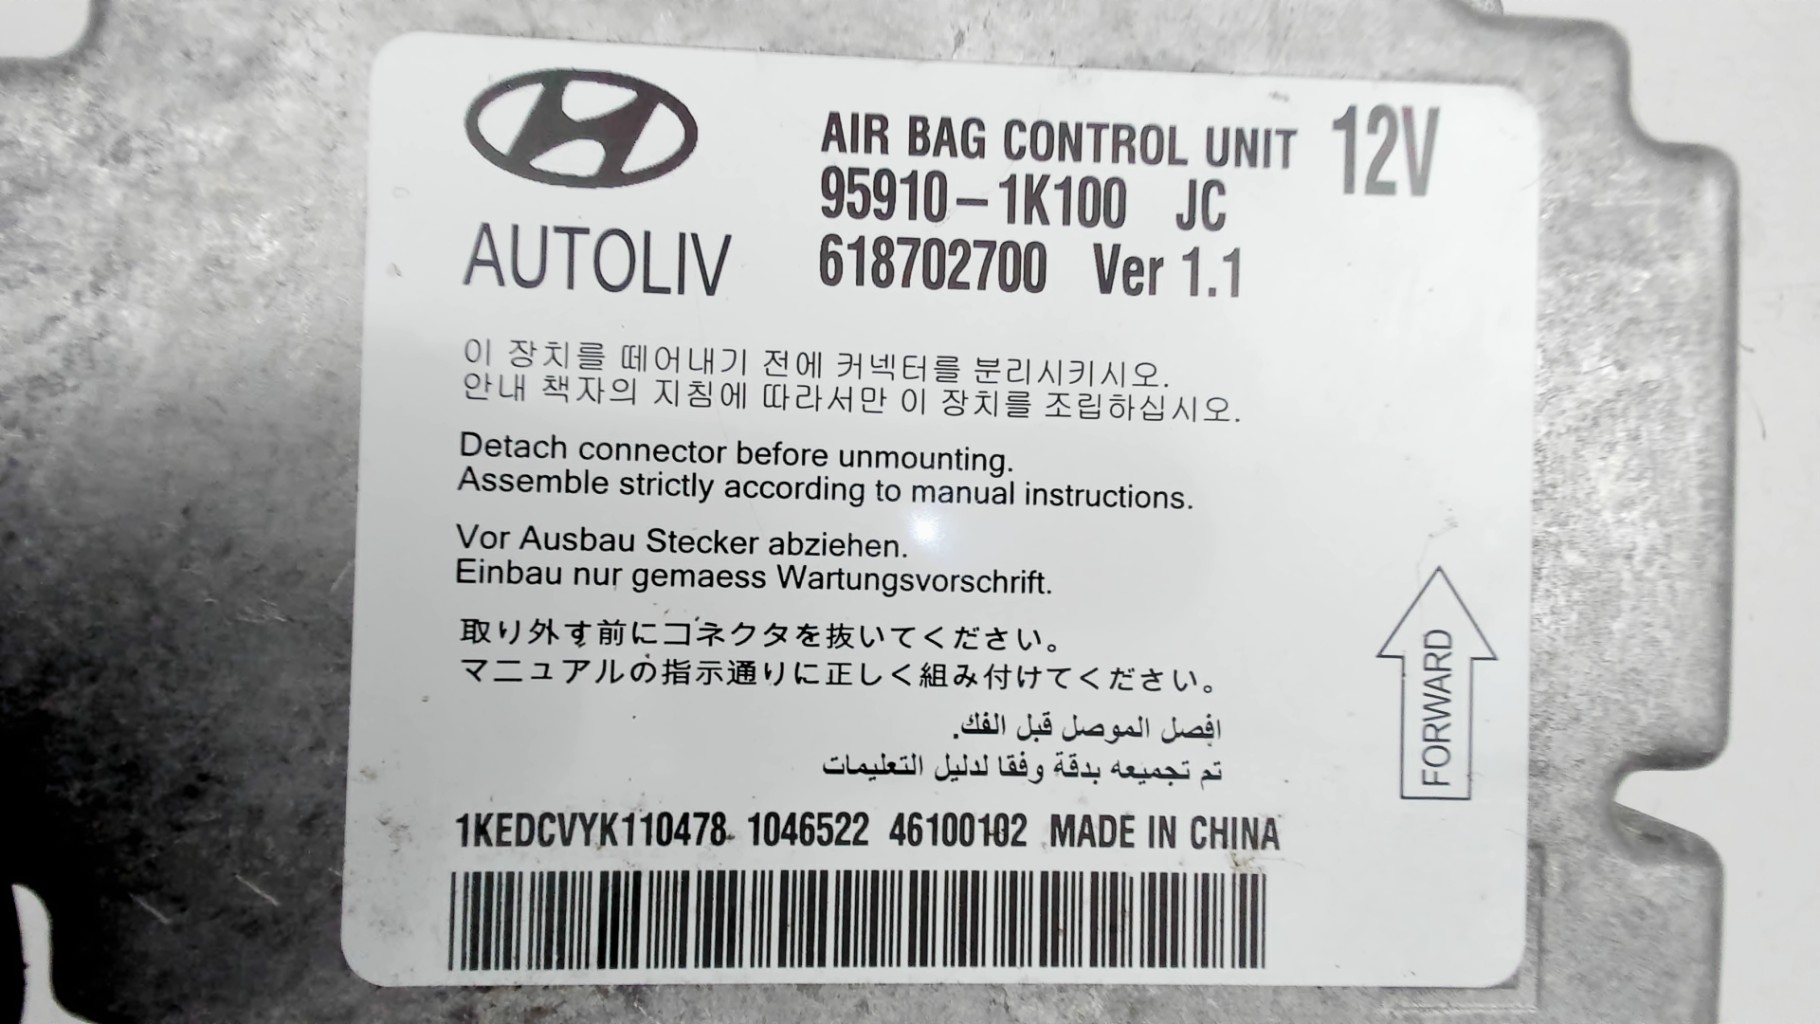 AIR BAG CONTROL UNIT 12V
95910-1K100 JC
AUTOLIV 618702700 Ver 1.1
이 장치를 떼어내기 전에 커넥터를 분리시키시오.
안내 책자의 지침에 따라서만 이 장치를 조립하십시오.
Detach connector before unmounting.
Assemble strictly according to manual instructions.
Vor Ausbau Stecker abziehen.
Einbau nur gemaess Wartungsvorschrift.
取り外す前にコネクタを抜いてください。
マニュアルの指示通りに正しく組み付けてください。
افصل الموصل قبل الفك.
تم تجميعه بدقة وفقا لدليل التعليمات
FORWARD
1KEDCVYK110478 1046522 46100102 MADE IN CHINA